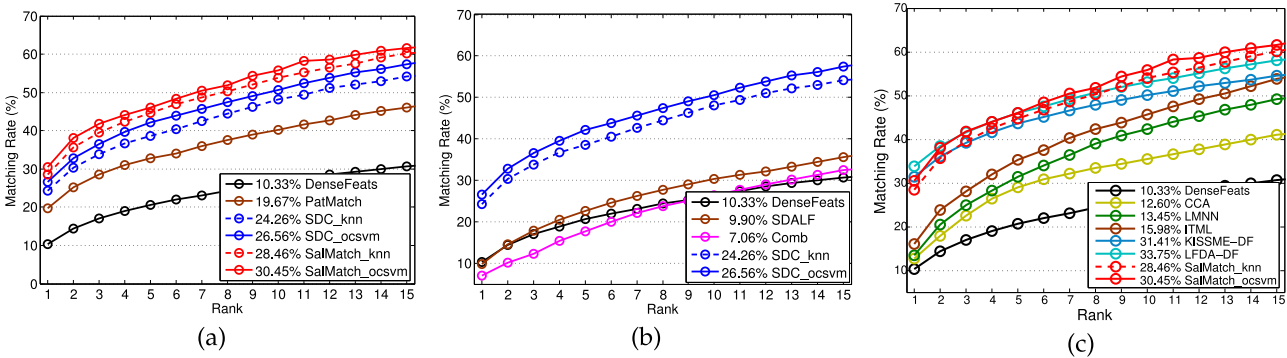 70
60
50
40
30
20
10
0
Matching Rate (%)
1 2 3 4 5 6 7 8 9 10 11 12 13 14 15
Rank
10.33% DenseFeats
19.67% PatMatch
24.26% SDC_knn
26.56% SDC_ocsvm
28.46% SalMatch_knn
30.45% SalMatch_ocsvm
(a)
70
60
50
40
30
20
10
Matching Rate (%)
1 2 3 4 5 6 7 8 9 10 11 12 13 14 15
Rank
10.33% DenseFeats
9.90% SDALF
7.06% Comb
24.26% SDC_knn
26.56% SDC_ocsvm
(b)
70
60
50
40
30
20
10
Matching Rate (%)
1 2 3 4 5 6 7 8 9 10 11 12 13 14 15
Rank
10.33% DenseFeats
12.60% CCA
13.45% LMNN
15.98% ITML
31.41% KISSME-DF
33.75% LFDA-DF
28.46% SalMatch_knn
30.45% SalMatch_ocsvm
(c)